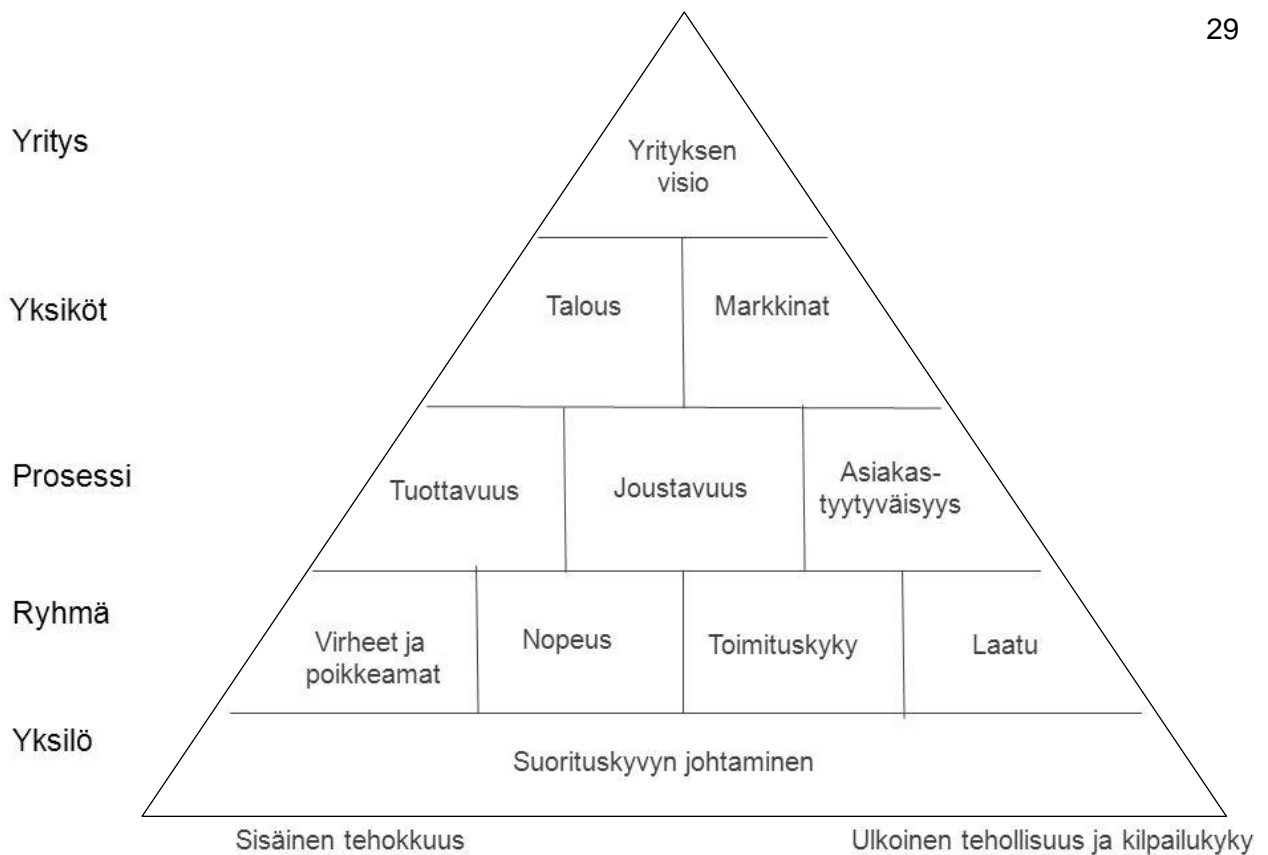 29
Yritys
Yrityksen
visio
Yksiköt
Talous
Markkinat
Prosessi
Tuottavuus
Joustavuus
Asiakas-
tyytyväisyys
Ryhmä
Virheet ja
poikkeamat
Nopeus
Toimituskyky
Laatu
Yksilö
Suorituskyvyn johtaminen
Sisäinen tehokkuus
Ulkoinen tehollisuus ja kilpailukyky